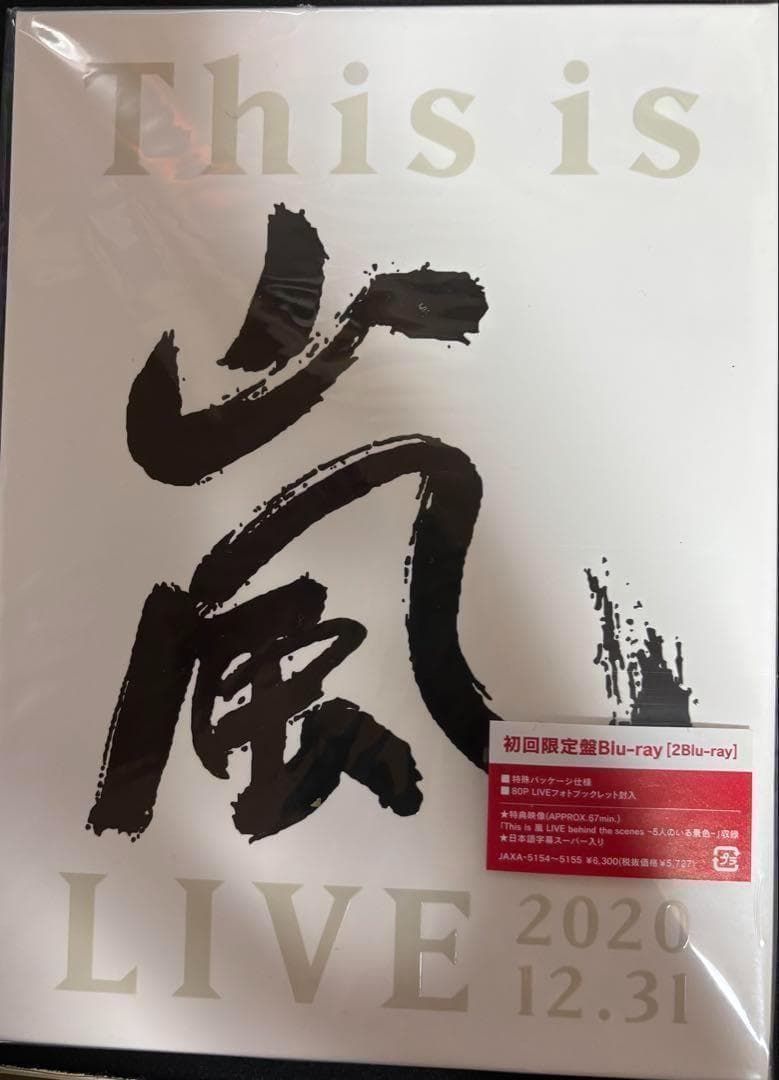 This is
嵐
初回限定盤Blu-ray [2Blu-ray]
■特殊パッケージ仕様
■80P LIVEフォトブックレット封入
★特典映像(APPROX.67min.)
「This is 嵐 LIVE behind the scenes -5人のいる景色-」収録
★日本語字幕スーパー入り
JAXA-5154~5155 ¥6,300(税抜価格¥5,727)
プラ
LIVE 2020
12.31